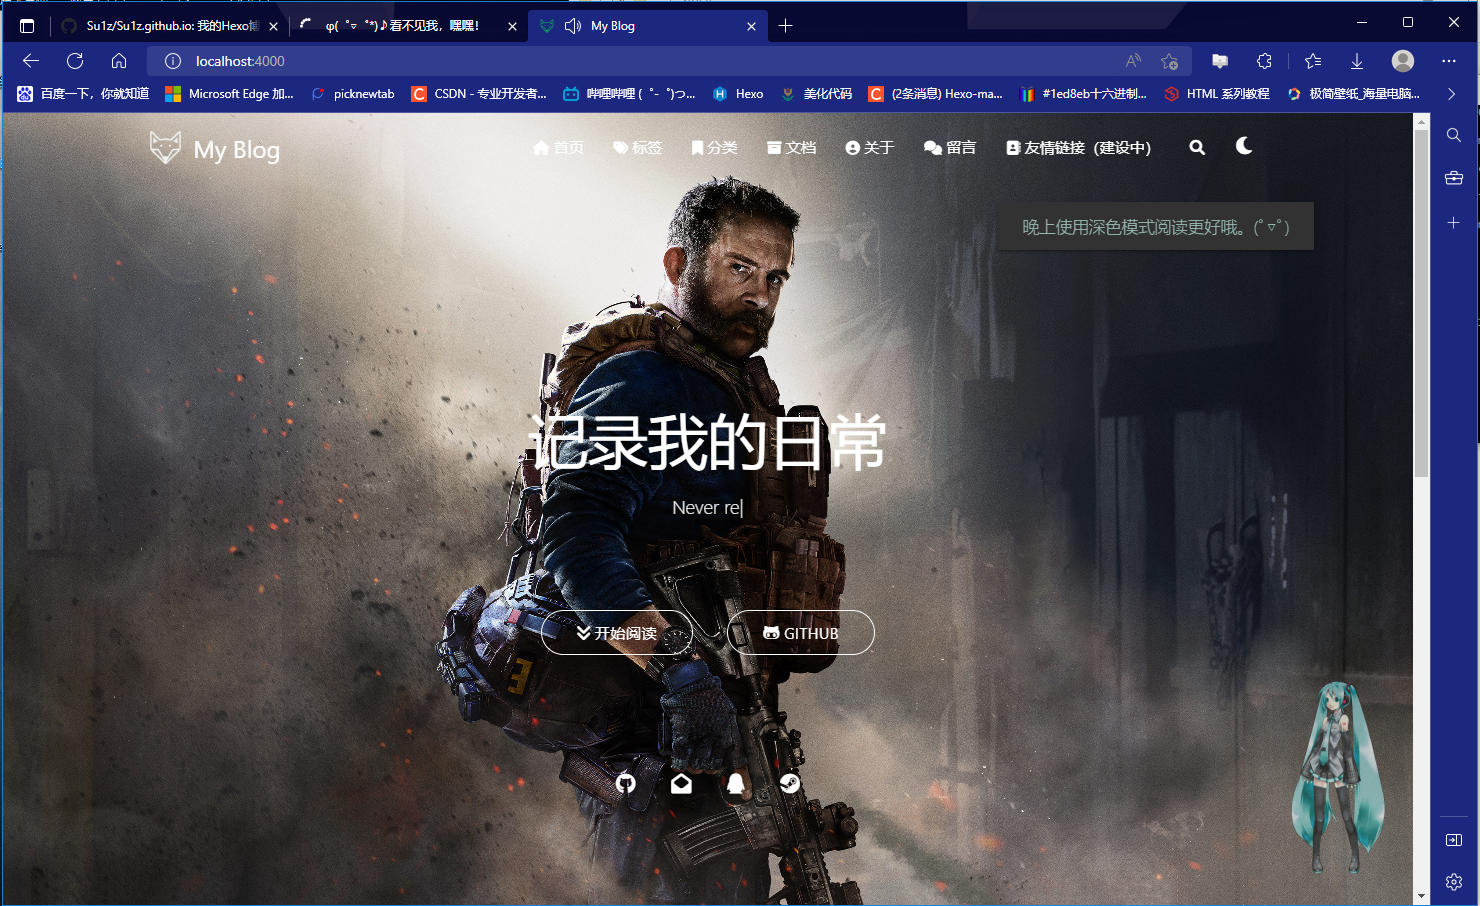 Su1z/Su1z.github.io: 我的Hexo博
φ(゜▽゜*)♪看不见我，嘿嘿！
My Blog
localhost:4000
百度一下，你就知道
Microsoft Edge 加...
picknewtab
CSDN - 专业开发者...
哔哩哔哩 (゜-゜)つ...
Hexo
美化代码
(2条消息) Hexo-ma...
#1ed8eb十六进制...
HTML 系列教程
极简壁纸_海量电脑...
My Blog
首页
标签
分类
文档
关于
留言
友情链接（建设中）
晚上使用深色模式阅读更好哦。(ﾟ▽ﾟ)
记录我的日常
Never re|
开始阅读
GITHUB